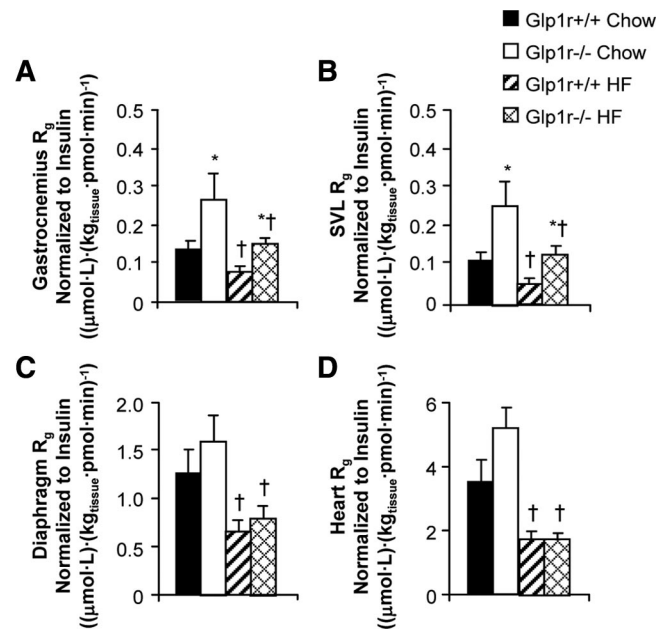 Glp1r+/+ Chow
Glp1r-/- Chow
Glp1r+/+ HF
Glp1r-/- HF
A
Gastrocnemius Rg
Normalized to Insulin
((μmol·L)·(kgtissue·pmol·min)-1
0.5
0.4
0.3
0.2
0.1
0
*
†
*†
B
SVL Rg
Normalized to Insulin
((μmol·L)·(kgtissue·pmol·min)-1
0.5
0.4
0.3
0.2
0.1
0
*
†
*†
C
Diaphragm Rg
Normalized to Insulin
((μmol·L)·(kgtissue·pmol·min)-1
2.0
1.5
1.0
0.5
0
†
†
D
Heart Rg
Normalized to Insulin
((μmol·L)·(kgtissue·pmol·min)-1
6
4
2
0
†
†